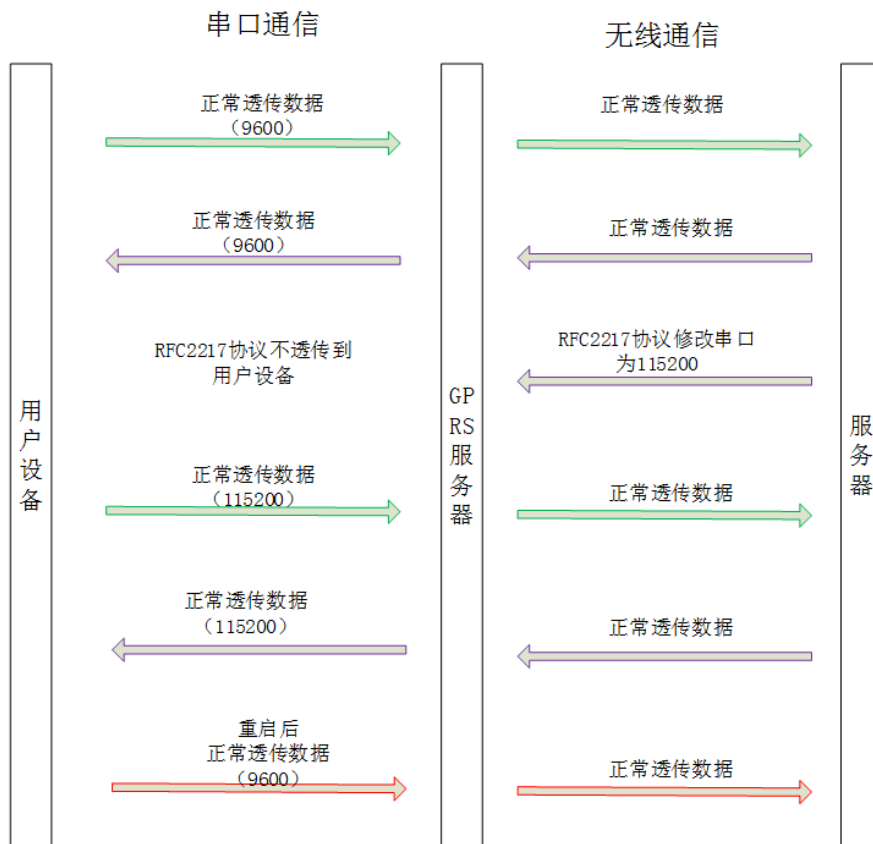 串口通信
无线通信
正常透传数据
（9600）
正常透传数据
正常透传数据
（9600）
正常透传数据
RFC2217协议不透传到
用户设备
RFC2217协议修改串口
为115200
用
户
设
备
GP
RS
服
务
器
服
务
器
正常透传数据
（115200）
正常透传数据
正常透传数据
（115200）
正常透传数据
重启后
正常透传数据
（9600）
正常透传数据